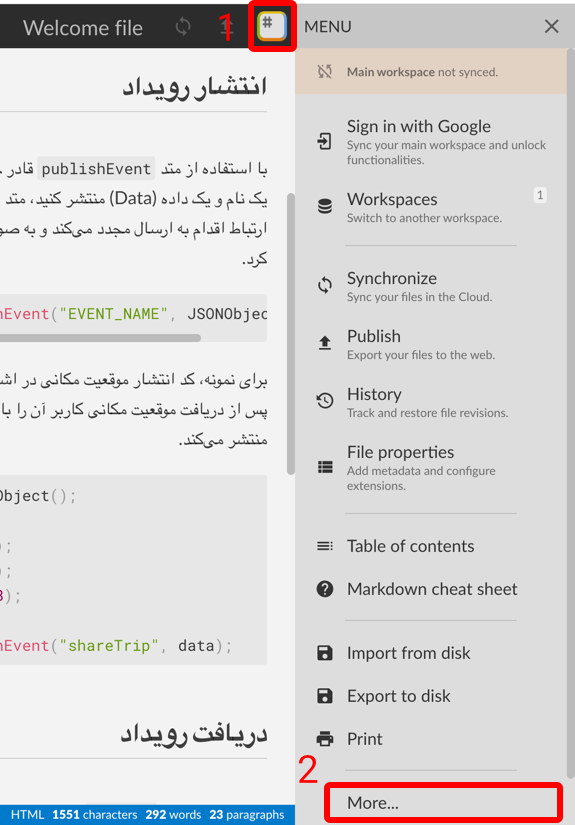 Welcome file
1
#
MENU
انتشار رویداد
با استفاده از متد publishEvent قادر
یک نام و یک داده (Data) منتشر کنید، متد
ارتباط اقدام به ارسال مجدد می‌کند و به صو
کرد.
nEvent("EVENT_NAME", JSONObjec
برای نمونه، کد انتشار موقعیت مکانی در اش
پس از دریافت موقعیت مکانی کاربر آن را با
منتشر می‌کند.
Object();
);
);
3);
nEvent("shareTrip", data);
دریافت رویداد
HTML 1551 characters 292 words 23 paragraphs
Main workspace not synced.
Sign in with Google
Sync your main workspace and unlock
functionalities.
Workspaces 1
Switch to another workspace.
Synchronize
Sync your files in the Cloud.
Publish
Export your files to the web.
History
Track and restore file revisions.
File properties
Add metadata and configure
extensions.
Table of contents
Markdown cheat sheet
Import from disk
Export to disk
Print
2
More...